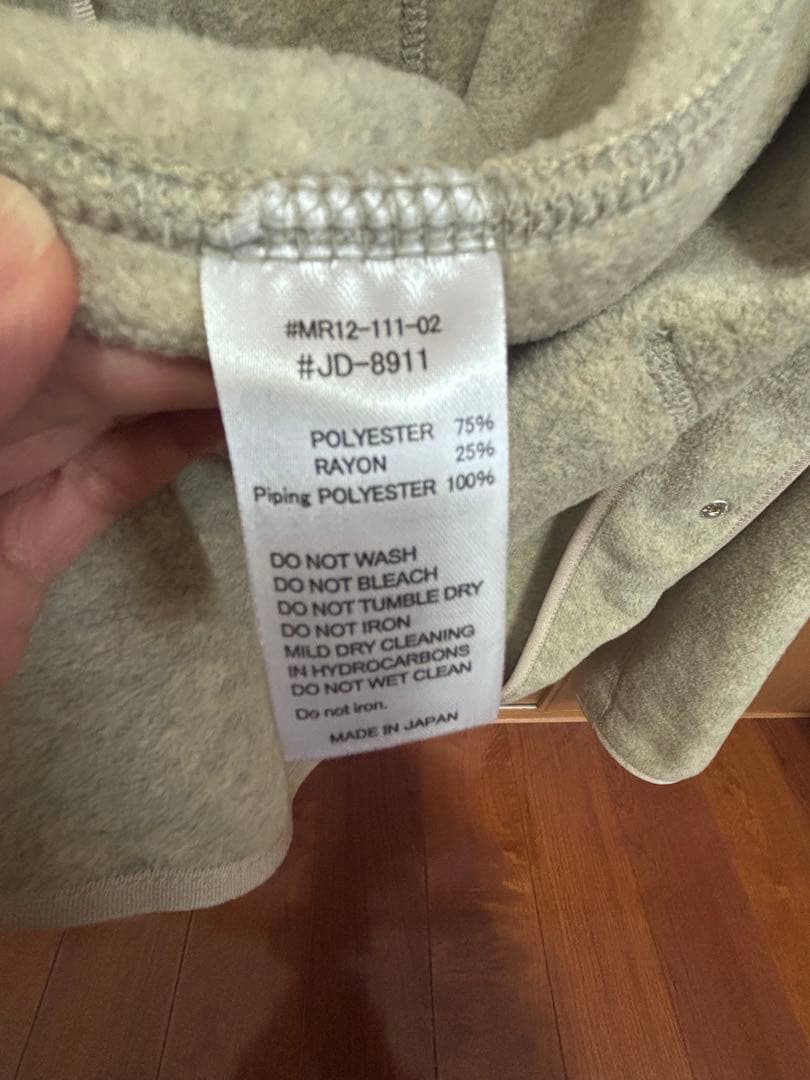 #MR12-111-02
#JD-8911
POLYESTER 75%
RAYON 25%
Piping POLYESTER 100%
DO NOT WASH
DO NOT BLEACH
DO NOT TUMBLE DRY
DO NOT IRON
MILD DRY CLEANING
IN HYDROCARBONS
DO NOT WET CLEAN
Do not iron.
MADE IN JAPAN